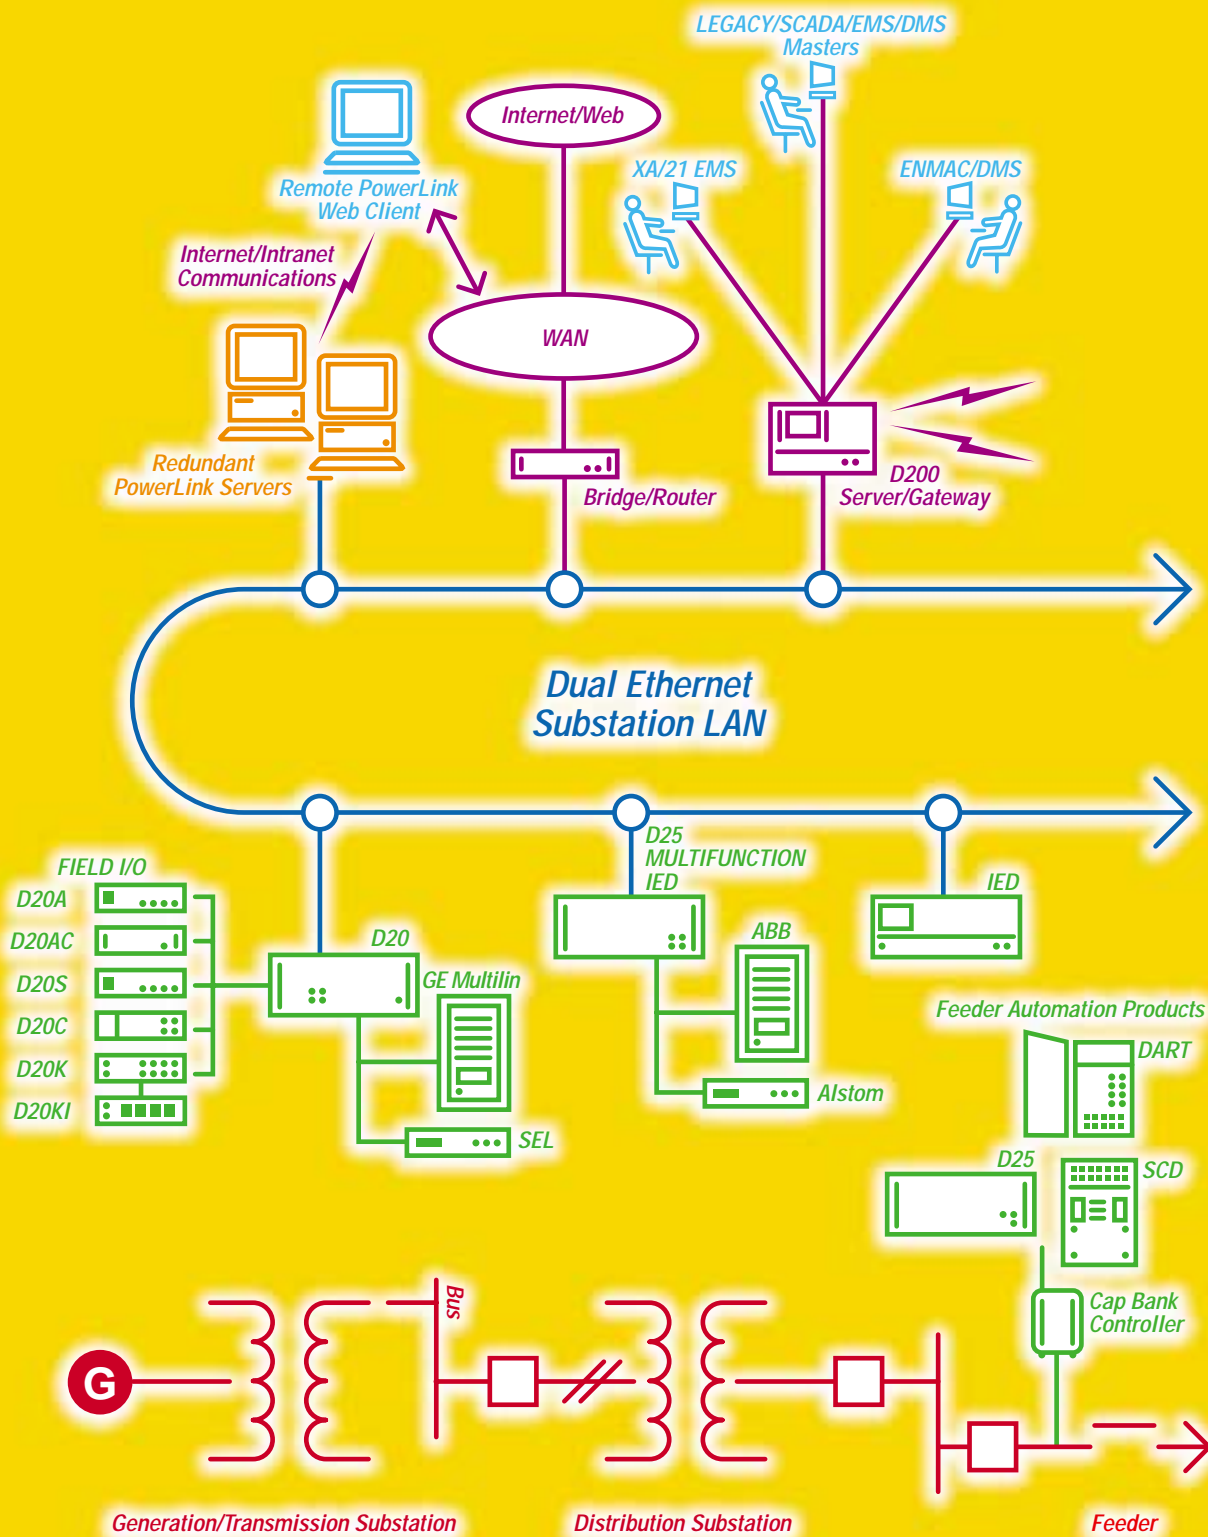 LEGACY/SCADA/EMS/DMS
Masters
Internet/Web
XA/21 EMS
ENMAC/DMS
Remote PowerLink
Web Client
Internet/Intranet
Communications
WAN
Redundant
PowerLink Servers
Bridge/Router
D200
Server/Gateway
Dual Ethernet
Substation LAN
FIELD I/O
D20A
D20AC
D20S
D20C
D20K
D20KI
D20
GE Multilin
SEL
D25
MULTIFUNCTION
IED
ABB
Alstom
IED
Feeder Automation Products
DART
D25
SCD
Cap Bank
Controller
Bus
G
Generation/Transmission Substation
Distribution Substation
Feeder